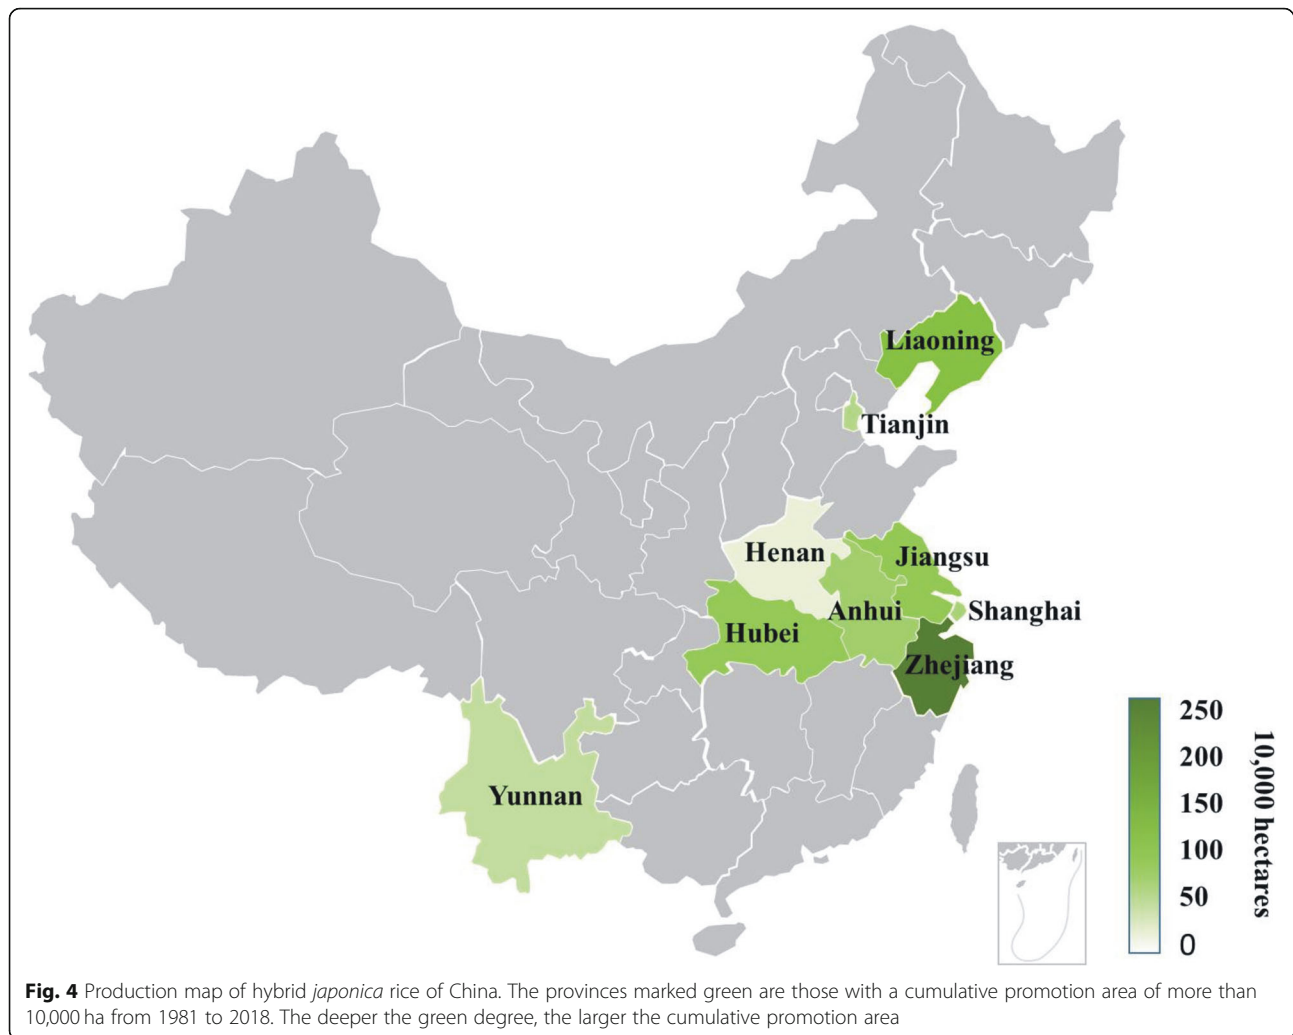 Liaoning
Tianjin
Henan
Jiangsu
Anhui
Shanghai
Hubei
Zhejiang
Yunnan
250
200
150
100
50
0
10,000 hectares
Fig. 4 Production map of hybrid japonica rice of China. The provinces marked green are those with a cumulative promotion area of more than
10,000 ha from 1981 to 2018. The deeper the green degree, the larger the cumulative promotion area